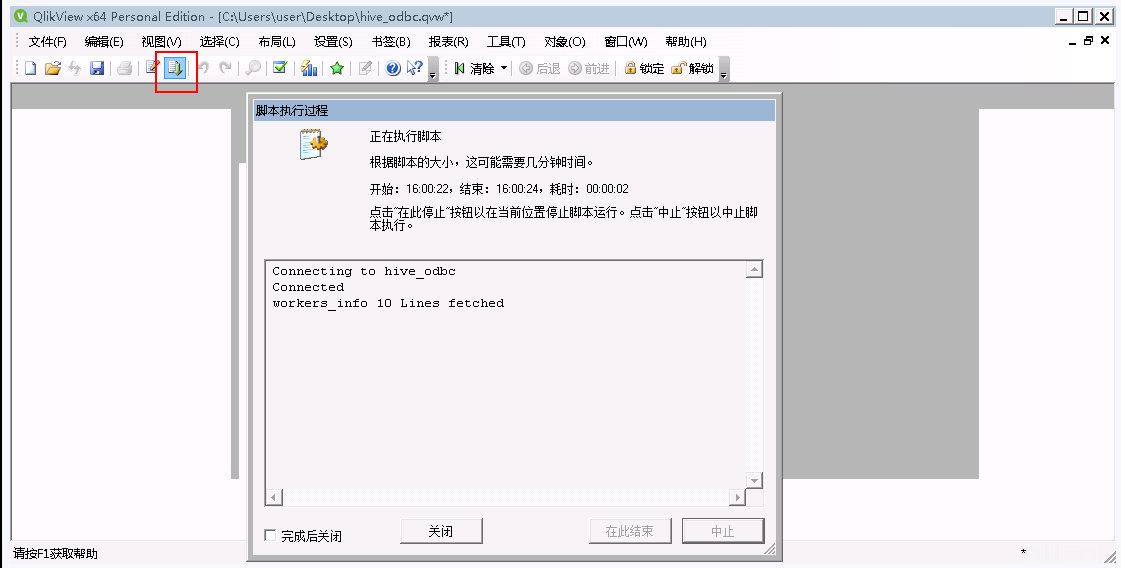 QlikView x64 Personal Edition - [C:\Users\user\Desktop\hive_odbc.qvw*]
文件(F) 编辑(E) 视图(V) 选择(C) 布局(L) 设置(S) 书签(B) 报表(R) 工具(T) 对象(O) 窗口(W) 帮助(H)
清除 后退 前进 锁定 解锁
脚本执行过程
正在执行脚本
根据脚本的大小，这可能需要几分钟时间。
开始：16:00:22，结束：16:00:24，耗时：00:00:02
点击“在此停止”按钮以在当前位置停止脚本运行。点击“中止”按钮以中止脚
本执行。
Connecting to hive_odbc
Connected
workers_info 10 Lines fetched
完成后关闭 关闭 在此结束 中止
请按F1获取帮助 *